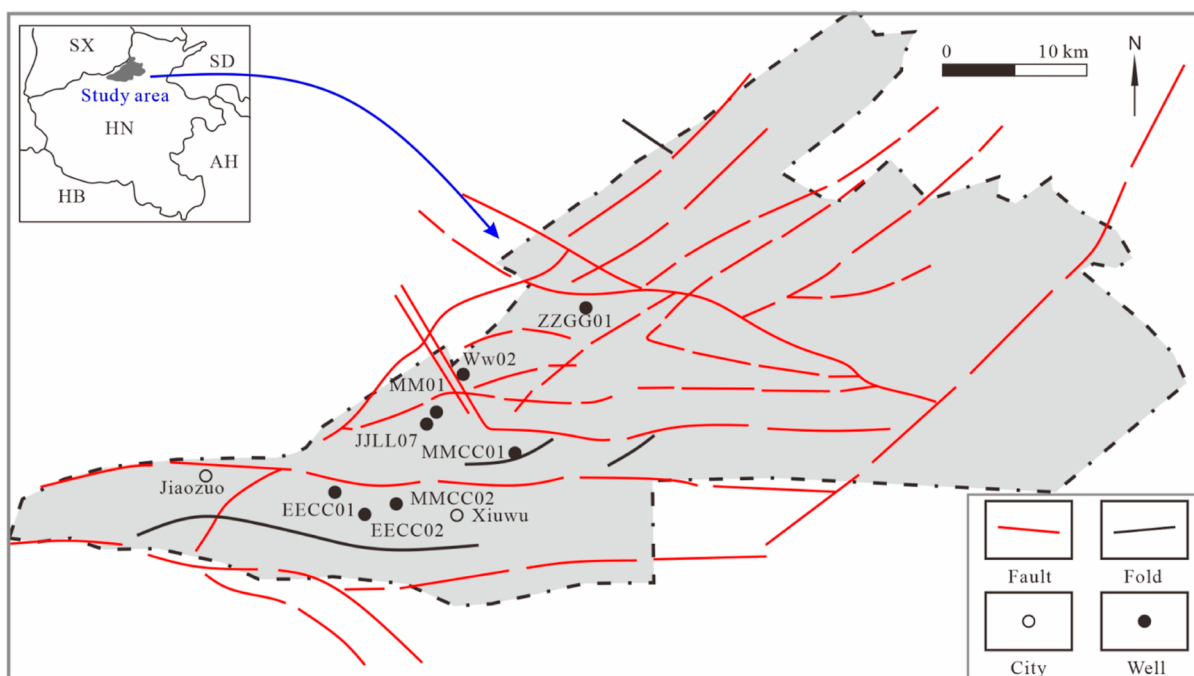 SX
SD
Study area
HN
AH
HB
0 10 km
N
ZZGG01
Ww02
MM01
JJLL07
MMCC01
Jiaozuo
EECC01
MMCC02
EECC02
Xiuwu
Fault
Fold
City
Well